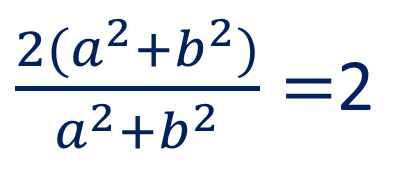 2(a²+b²)
a²+b²
=2